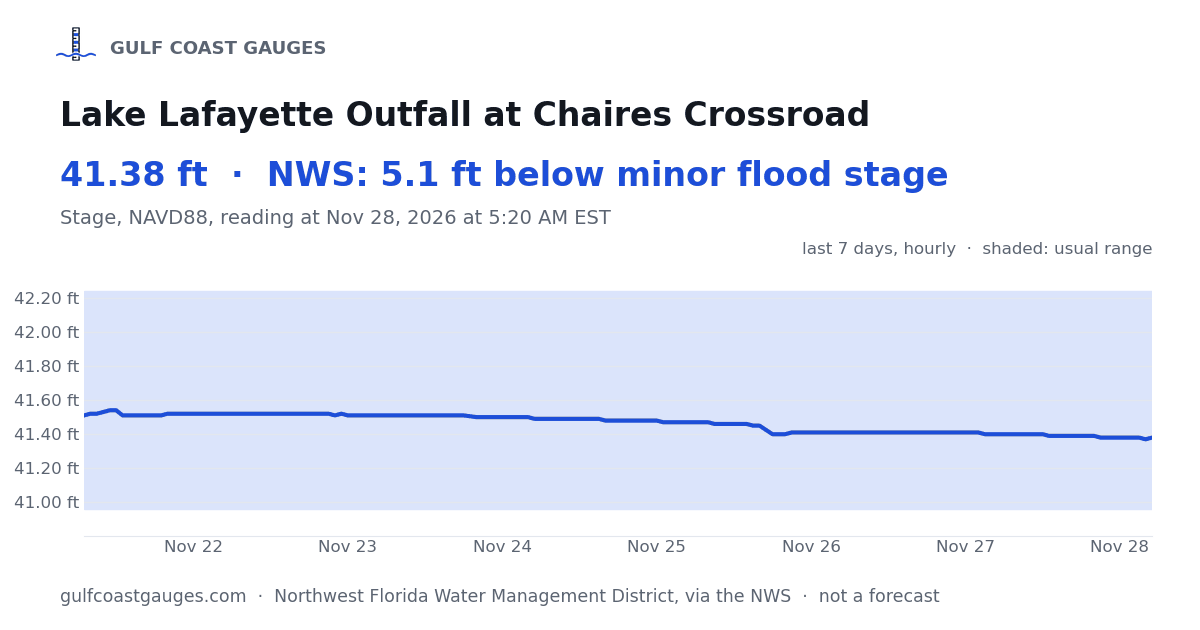 GULF COAST GAUGES
Lake Lafayette Outfall at Chaires Crossroad
41.38 ft · NWS: 5.1 ft below minor flood stage
Stage, NAVD88, reading at Nov 28, 2026 at 5:20 AM EST
last 7 days, hourly · shaded: usual range
42.20 ft
42.00 ft
41.80 ft
41.60 ft
41.40 ft
41.20 ft
41.00 ft
Nov 22 Nov 23 Nov 24 Nov 25 Nov 26 Nov 27 Nov 28
gulfcoastgauges.com · Northwest Florida Water Management District, via the NWS · not a forecast